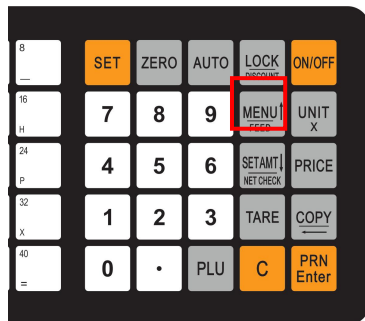 8
—
SET
ZERO
AUTO
LOCK
DISCOUNT
ON/OFF
16
H
7
8
9
MENU↑
FEED
UNIT
X
24
P
4
5
6
SETAMT↓
NET CHECK
PRICE
32
X
1
2
3
TARE
COPY
←
40
=
0
.
PLU
C
PRN
Enter